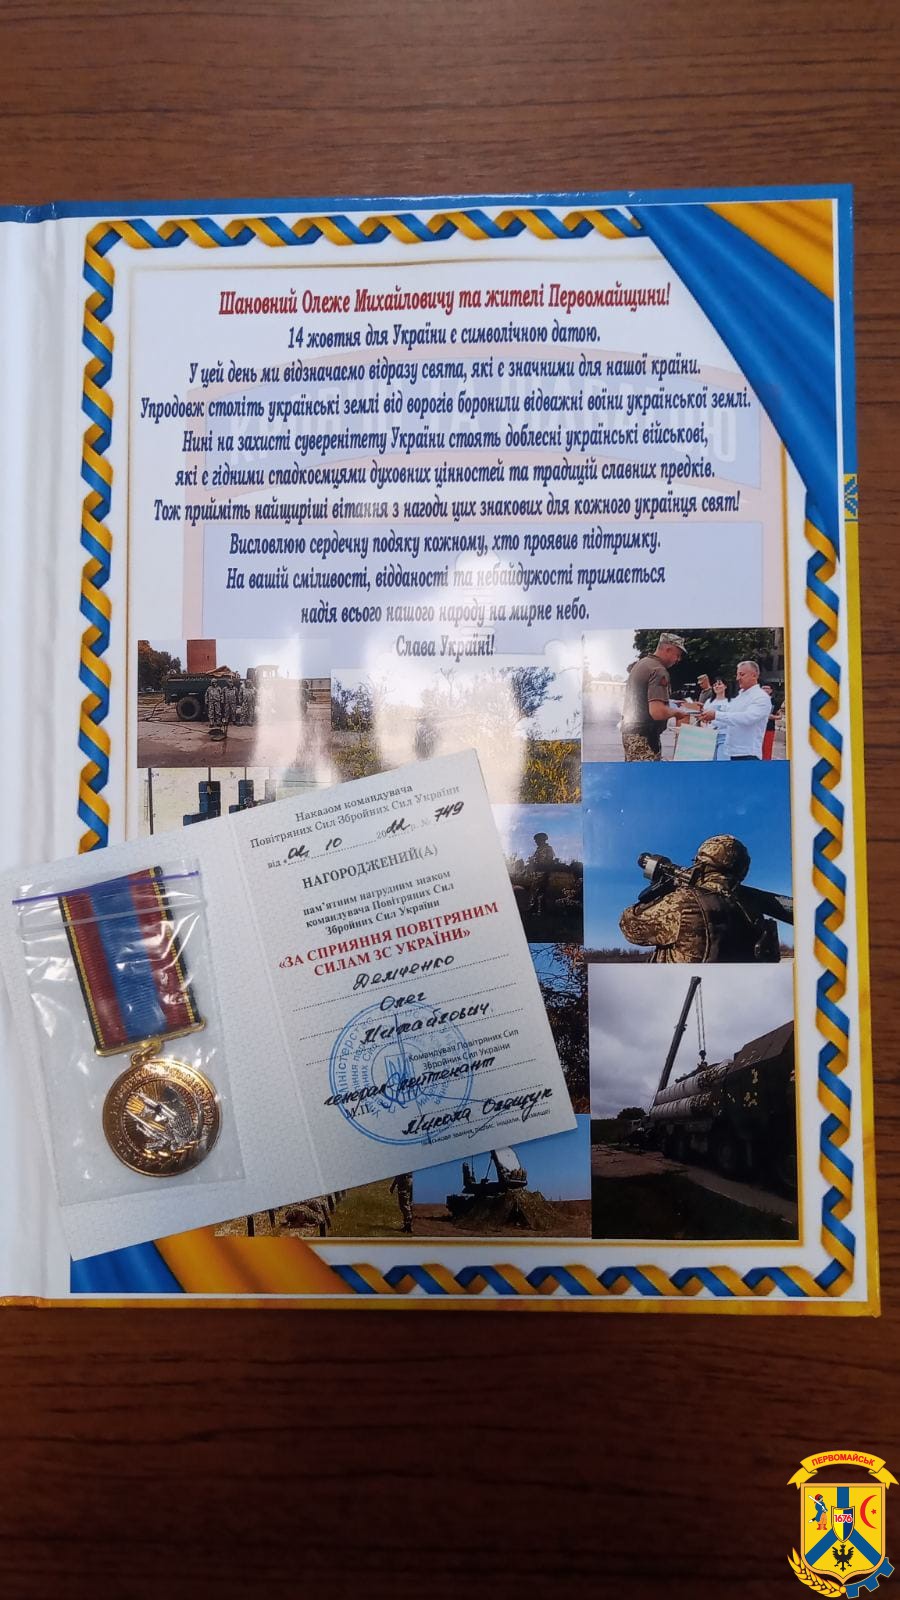 Шановний Олеже Михайловичу та жителі Первомайщини!
14 жовтня для України є символічною датою.
У цей день ми відзначаємо відразу свята, які є значними для нашої країни.
Упродовж століть українські землі від ворогів боронили відважні воїни української землі.
Нині на захисті суверенітету України стоять доблесні українські військові,
які є гідними спадкоємцями духовних цінностей та традицій славних предків.
Тож прийміть найщиріші вітання з нагоди цих знакових для кожного українця свят!
Висловлюю сердечну подяку кожному, хто проявив підтримку.
На вашій сміливості, відданості та небайдужості тримається
надія всього нашого народу на мирне небо.
Слава Україні!
Наказом командувача
Повітряних Сил Збройних Сил України
від « 10 20 р. № 749
НАГОРОДЖЕНИЙ(А)
пам'ятним нагрудним знаком
командувача Повітряних Сил
Збройних Сил України
«ЗА СПРИЯННЯ ПОВІТРЯНИМ
СИЛАМ ЗС УКРАЇНИ»
Демченко
Олег
Михайлович
Командувач Повітряних Сил
Збройних Сил України
генерал-лейтенант
М.П.
Микола Олещук
ПЕРВОМАЙСЬК
1676